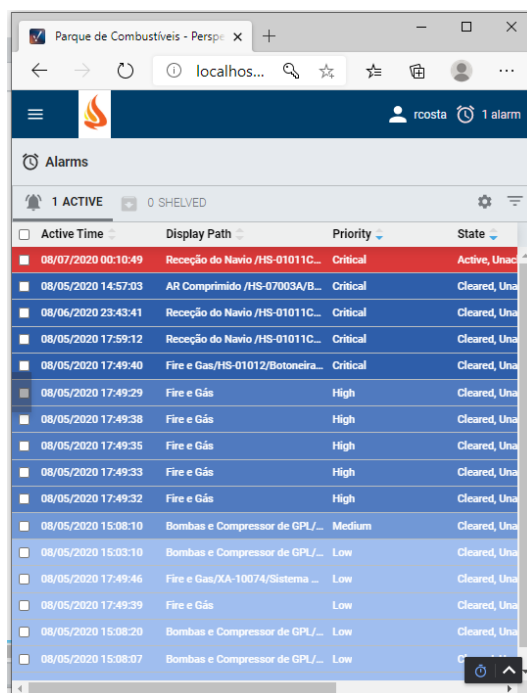 Parque de Combustíveis - Perspe
localhos...
rcosta 1 alarm
Alarms
1 ACTIVE 0 SHELVED
Active Time Display Path Priority State
08/07/2020 00:10:49 Receção do Navio /HS-01011C... Critical Active, Unac
08/05/2020 14:57:03 AR Comprimido /HS-07003A/B... Critical Cleared, Una
08/06/2020 23:43:41 Receção do Navio /HS-01011C... Critical Cleared, Una
08/05/2020 17:59:12 Receção do Navio /HS-01011C... Critical Cleared, Una
08/05/2020 17:49:40 Fire e Gas/HS-01012/Botoneira... Critical Cleared, Una
08/05/2020 17:49:29 Fire e Gás High Cleared, Una
08/05/2020 17:49:38 Fire e Gás High Cleared, Una
08/05/2020 17:49:35 Fire e Gás High Cleared, Una
08/05/2020 17:49:33 Fire e Gás High Cleared, Una
08/05/2020 17:49:32 Fire e Gás High Cleared, Una
08/05/2020 15:08:10 Bombas e Compressor de GPL/... Medium Cleared, Una
08/05/2020 15:03:10 Bombas e Compressor de GPL/... Low Cleared, Una
08/05/2020 17:49:46 Fire e Gas/XA-10074/Sistema ... Low Cleared, Una
08/05/2020 17:49:39 Fire e Gás Low Cleared, Una
08/05/2020 15:08:20 Bombas e Compressor de GPL/... Low Cleared, Una
08/05/2020 15:08:07 Bombas e Compressor de GPL/... Low